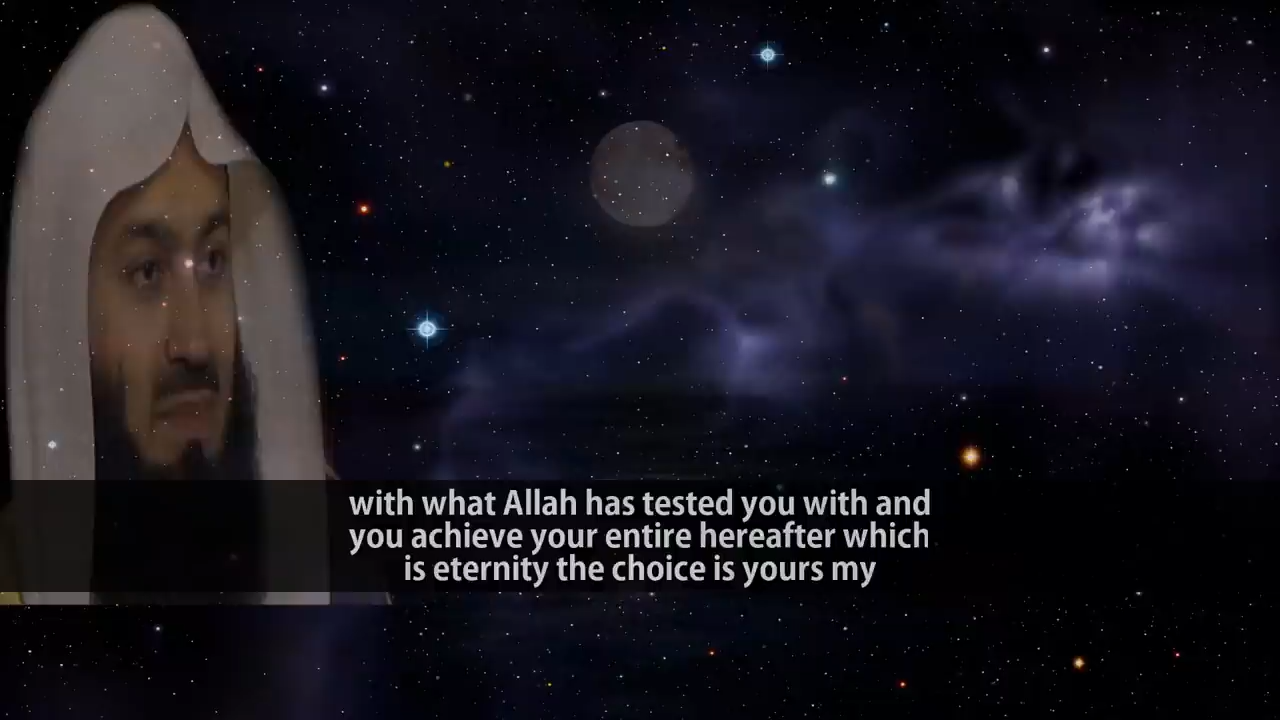 with what Allah has tested you with and
you achieve your entire hereafter which
is eternity the choice is yours my